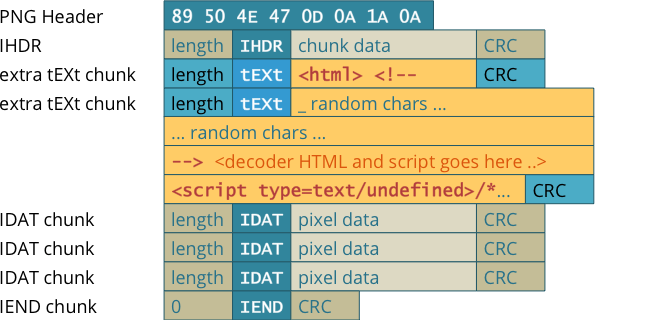 PNG Header 89 50 4E 47 0D 0A 1A 0A
IHDR length IHDR chunk data CRC
extra tEXt chunk length tEXt <html> <!-- CRC
extra tEXt chunk length tEXt _ random chars ...
... random chars ...
--> <decoder HTML and script goes here ..>
<script type=text/undefined>/*... CRC
IDAT chunk length IDAT pixel data CRC
IDAT chunk length IDAT pixel data CRC
IDAT chunk length IDAT pixel data CRC
IEND chunk 0 IEND CRC